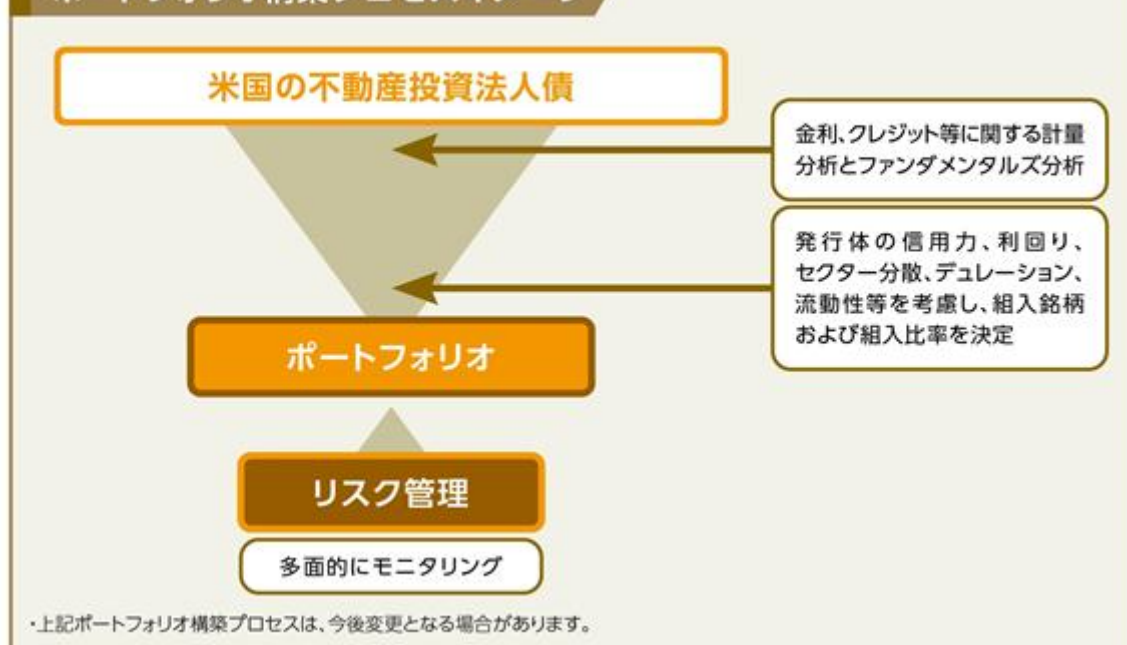 米国の不動産投資法人債
金利、クレジット等に関する計量
分析とファンダメンタルズ分析
発行体の信用力、利回り、
セクター分散、デュレーション、
流動性等を考慮し、組入銘柄
および組入比率を決定
ポートフォリオ
リスク管理
多面的にモニタリング
・上記ポートフォリオ構築プロセスは、今後変更となる場合があります。